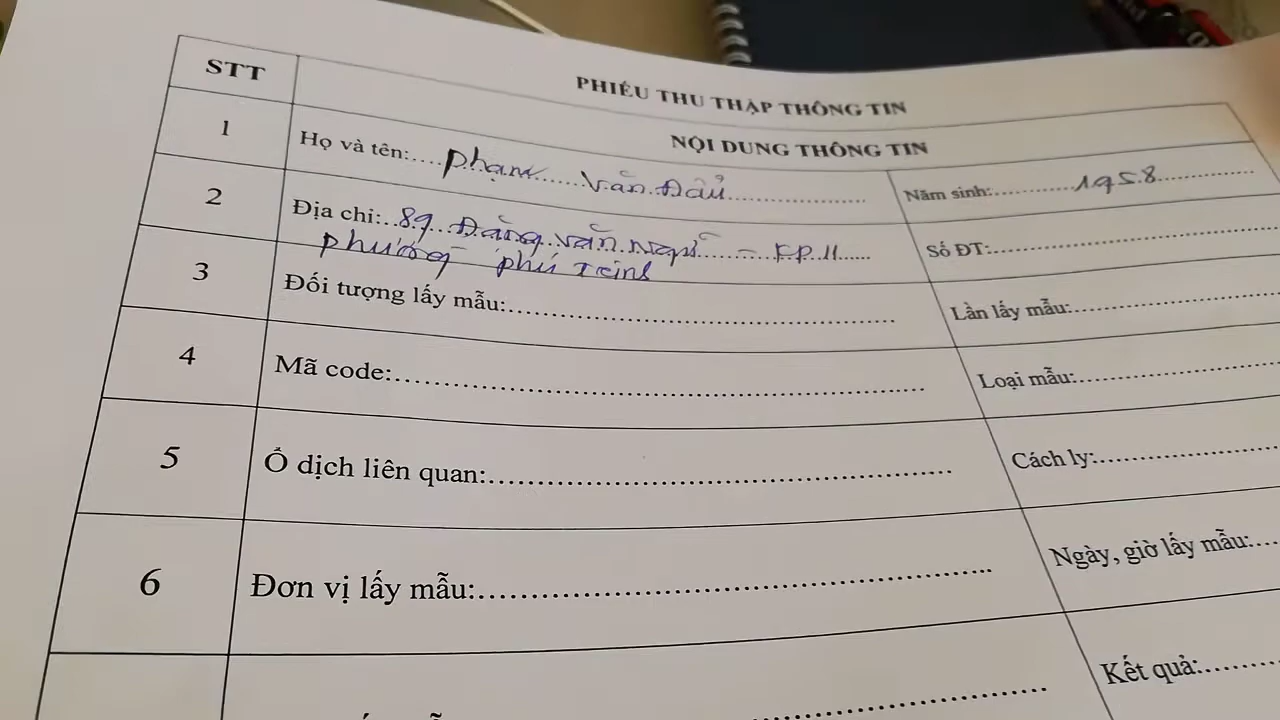 PHIẾU THU THẬP THÔNG TIN
STT NỘI DUNG THÔNG TIN
1 Họ và tên:....Phạm......Văn.Đẩu.................... Năm sinh:............1958..............
2 Địa chỉ:..89..Đặng.Văn.Ngữ.....–..KP.11...... Số ĐT:
phường phú Trinh
3 Đối tượng lấy mẫu: Lần lấy mẫu:
4 Mã code: Loại mẫu:
5 Ổ dịch liên quan: Cách ly:
6 Đơn vị lấy mẫu: Ngày, giờ lấy mẫu:
Kết quả: